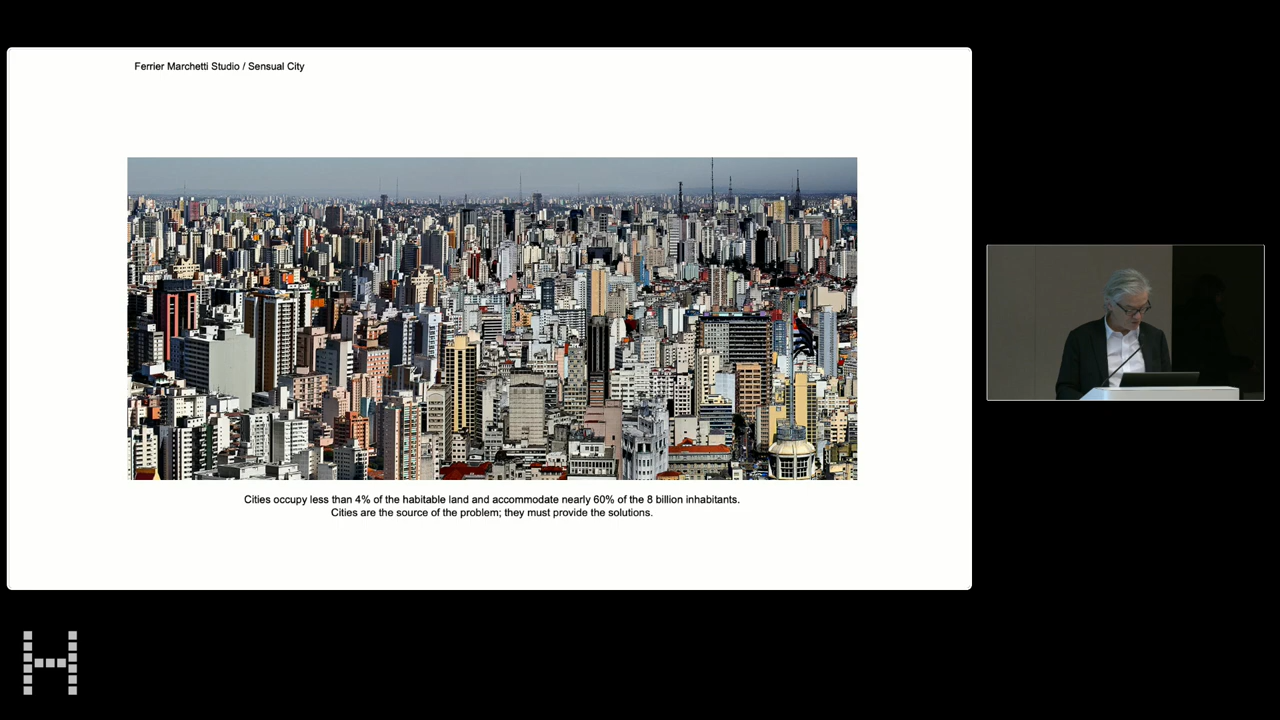 Ferrier Marchetti Studio / Sensual City
Cities occupy less than 4% of the habitable land and accommodate nearly 60% of the 8 billion inhabitants.
Cities are the source of the problem; they must provide the solutions.
H